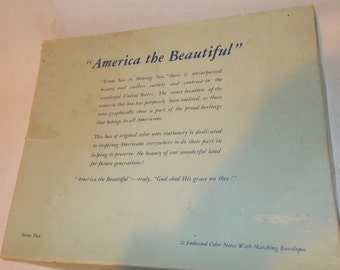 "America the Beautiful"
"From Sea to Shining Sea," there is unsurpassed
beauty and endless variety and contrast in the
wonderful United States. The exact location of the
scenes in this box has purposely been omitted, as these
notes graphically show a part of the proud heritage
that belongs to all Americans.
This box of original color note stationery is dedicated
to inspiring Americans everywhere to do their part in
helping to preserve the beauty of our wonderful land
for future generations!
"America the Beautiful"---truly, "God shed His grace on thee!"
Series Two
12 Embossed Color Notes With Matching Envelopes